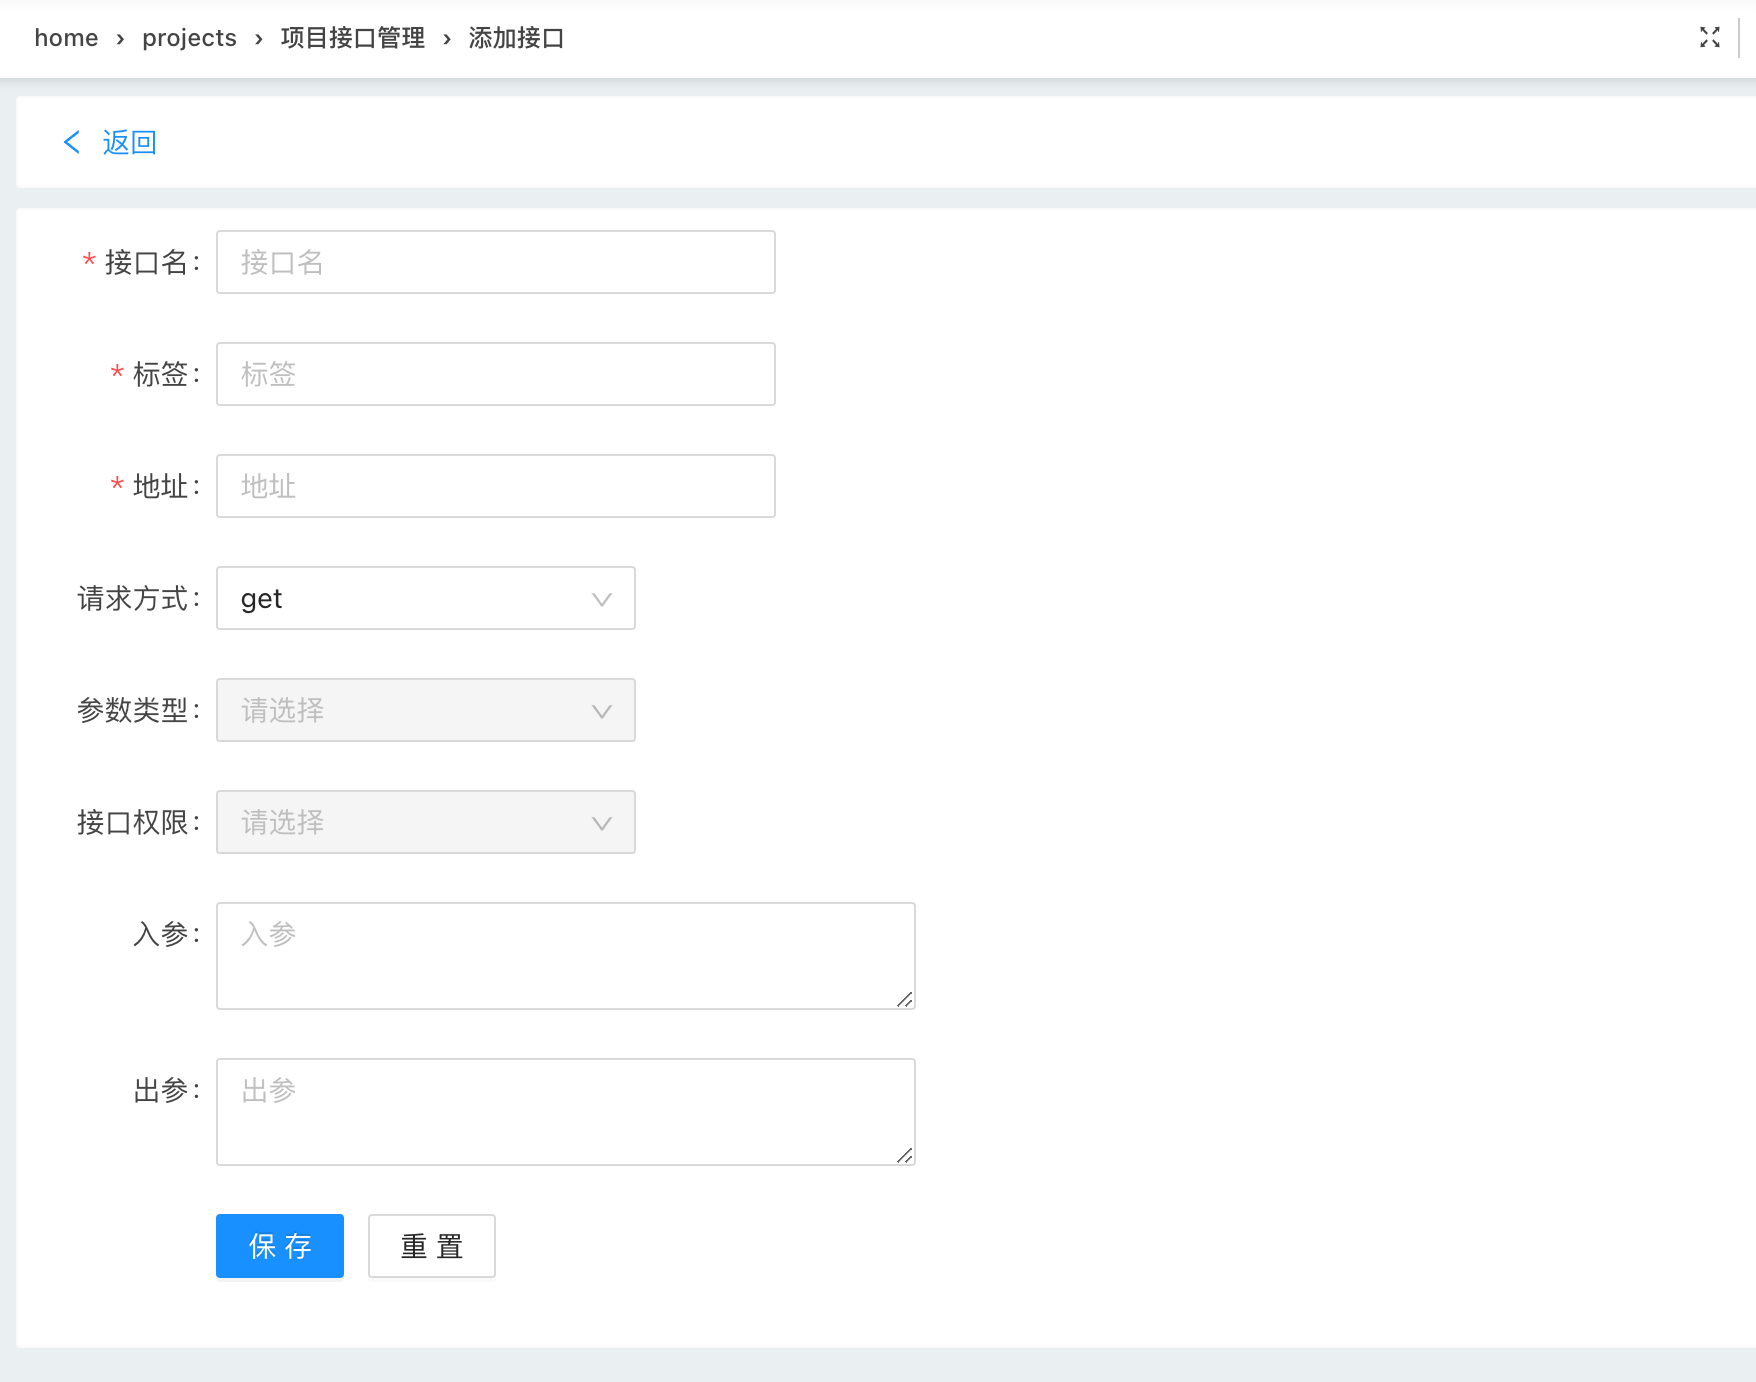 home › projects › 项目接口管理 › 添加接口
返回
* 接口名: 接口名
* 标签: 标签
* 地址: 地址
请求方式: get
参数类型: 请选择
接口权限: 请选择
入参: 入参
出参: 出参
保 存 重 置